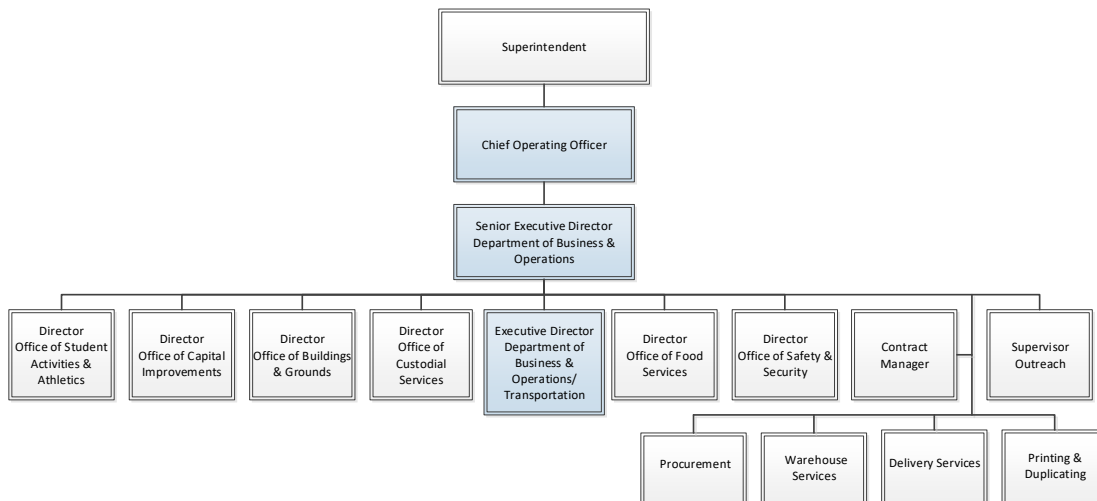 Superintendent
Chief Operating Officer
Senior Executive Director
Department of Business &
Operations
Director
Office of Student
Activities &
Athletics
Director
Office of Capital
Improvements
Director
Office of Buildings
& Grounds
Director
Office of
Custodial
Services
Executive Director
Department of
Business &
Operations/
Transportation
Director
Office of Food
Services
Director
Office of Safety &
Security
Contract
Manager
Supervisor
Outreach
Procurement
Warehouse
Services
Delivery Services
Printing &
Duplicating